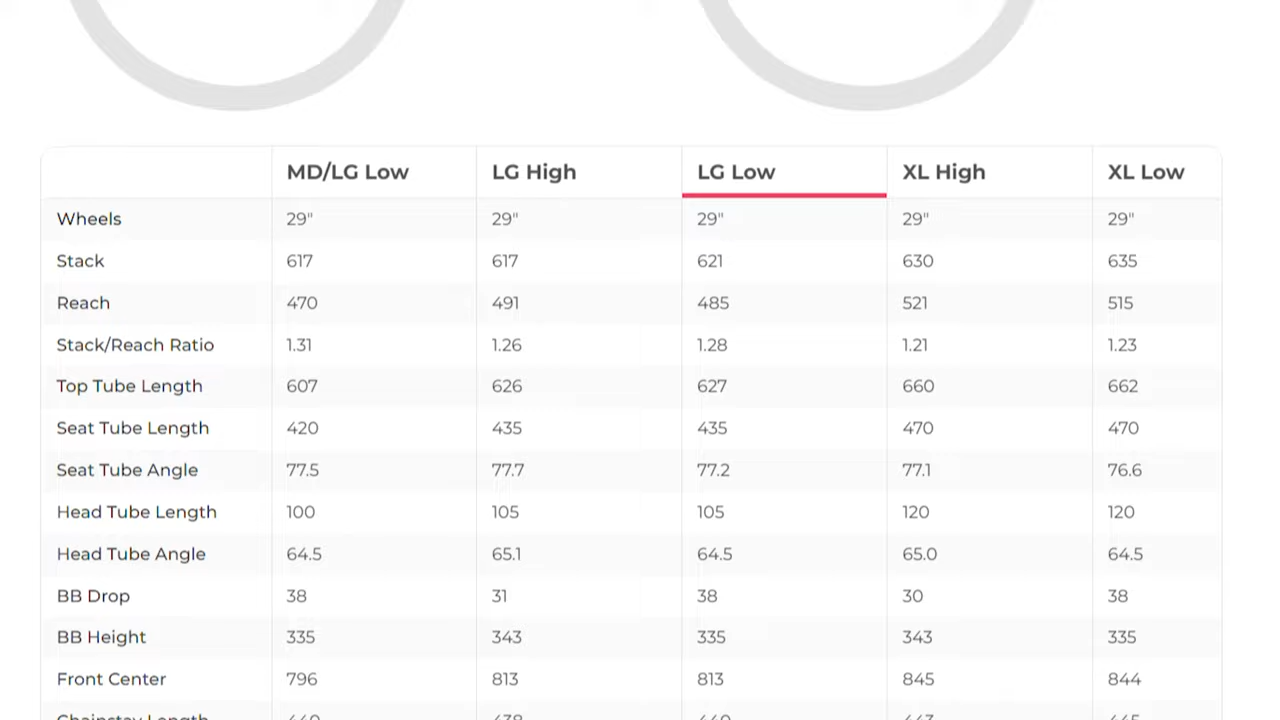 MD/LG Low LG High LG Low XL High XL Low
Wheels 29" 29" 29" 29" 29"
Stack 617 617 621 630 635
Reach 470 491 485 521 515
Stack/Reach Ratio 1.31 1.26 1.28 1.21 1.23
Top Tube Length 607 626 627 660 662
Seat Tube Length 420 435 435 470 470
Seat Tube Angle 77.5 77.7 77.2 77.1 76.6
Head Tube Length 100 105 105 120 120
Head Tube Angle 64.5 65.1 64.5 65.0 64.5
BB Drop 38 31 38 30 38
BB Height 335 343 335 343 335
Front Center 796 813 813 845 844
Chainstay Length